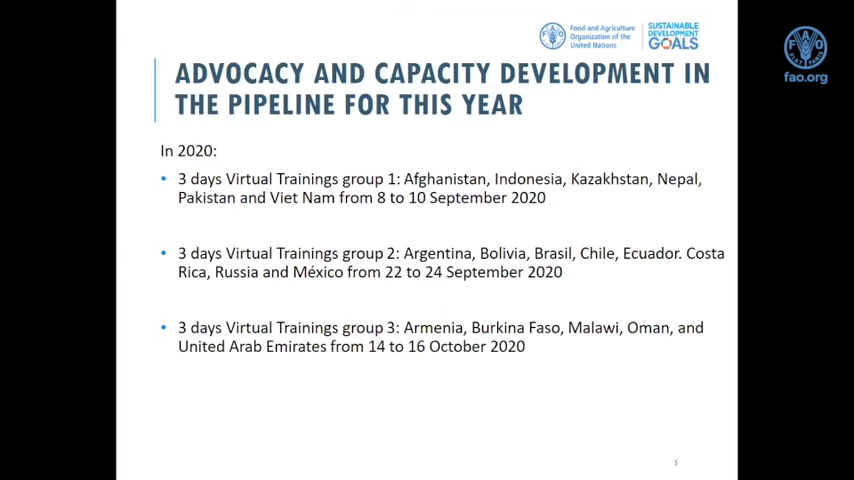 Food and Agriculture
Organization of the
United Nations
SUSTAINABLE
DEVELOPMENT
GOALS
FAO
FIAT PANIS
fao.org
ADVOCACY AND CAPACITY DEVELOPMENT IN
THE PIPELINE FOR THIS YEAR
In 2020:
• 3 days Virtual Trainings group 1: Afghanistan, Indonesia, Kazakhstan, Nepal,
Pakistan and Viet Nam from 8 to 10 September 2020
• 3 days Virtual Trainings group 2: Argentina, Bolivia, Brasil, Chile, Ecuador. Costa
Rica, Russia and México from 22 to 24 September 2020
• 3 days Virtual Trainings group 3: Armenia, Burkina Faso, Malawi, Oman, and
United Arab Emirates from 14 to 16 October 2020
5